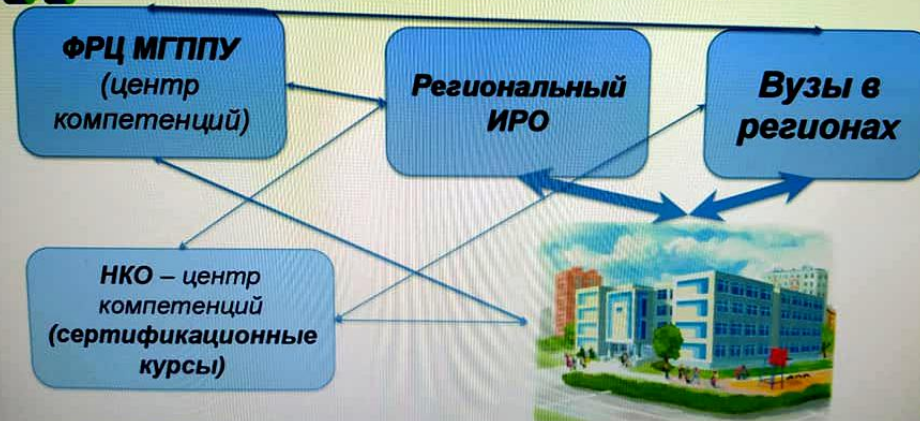 ФРЦ МГППУ
(центр
компетенций)
Региональный
ИРО
Вузы в
регионах
НКО – центр
компетенций
(сертификационные
курсы)